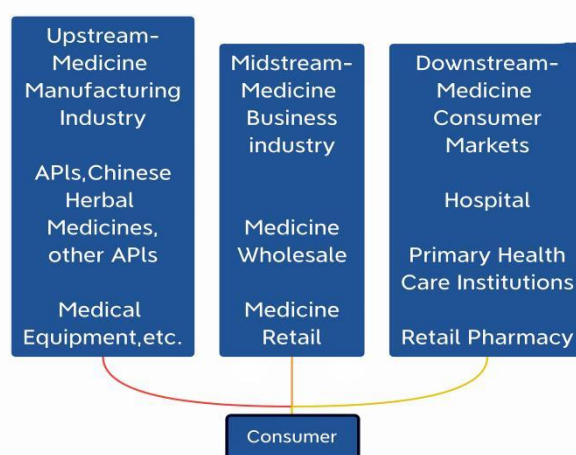 Upstream-
Medicine
Manufacturing
Industry
APIs,Chinese
Herbal
Medicines,
other APIs
Medical
Equipment,etc.
Midstream-
Medicine
Business
industry
Medicine
Wholesale
Medicine
Retail
Downstream-
Medicine
Consumer
Markets
Hospital
Primary Health
Care Institutions
Retail Pharmacy
Consumer